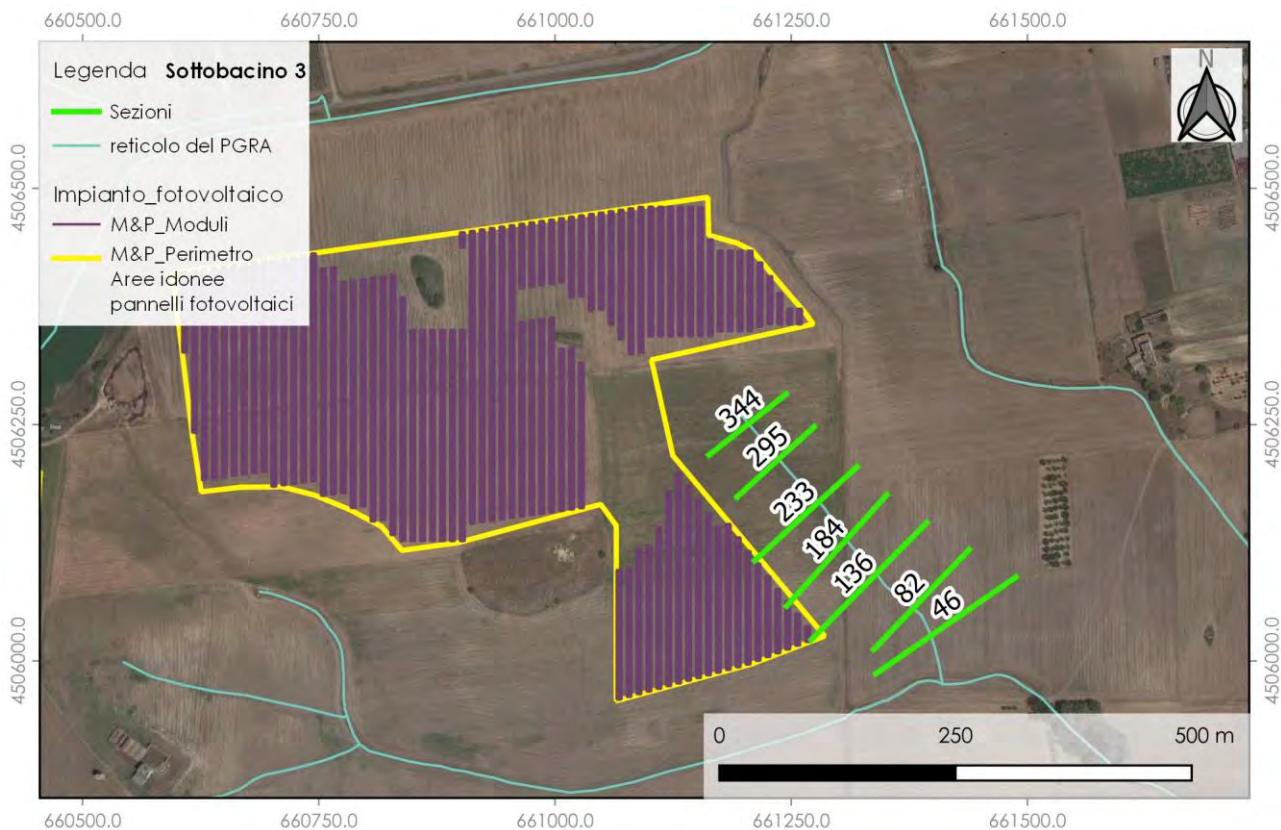 660500.0 660750.0 661000.0 661250.0 661500.0
Legenda Sottobacino 3
Sezioni
reticolo del PGRA
Impianto_fotovoltaico
M&P_Moduli
M&P_Perimetro
Aree idonee
pannelli fotovoltaici
N
4506500.0 4506500.0
4506250.0 4506250.0
4506000.0 4506000.0
344
295
233
184
136
82
46
0 250 500 m
660500.0 660750.0 661000.0 661250.0 661500.0